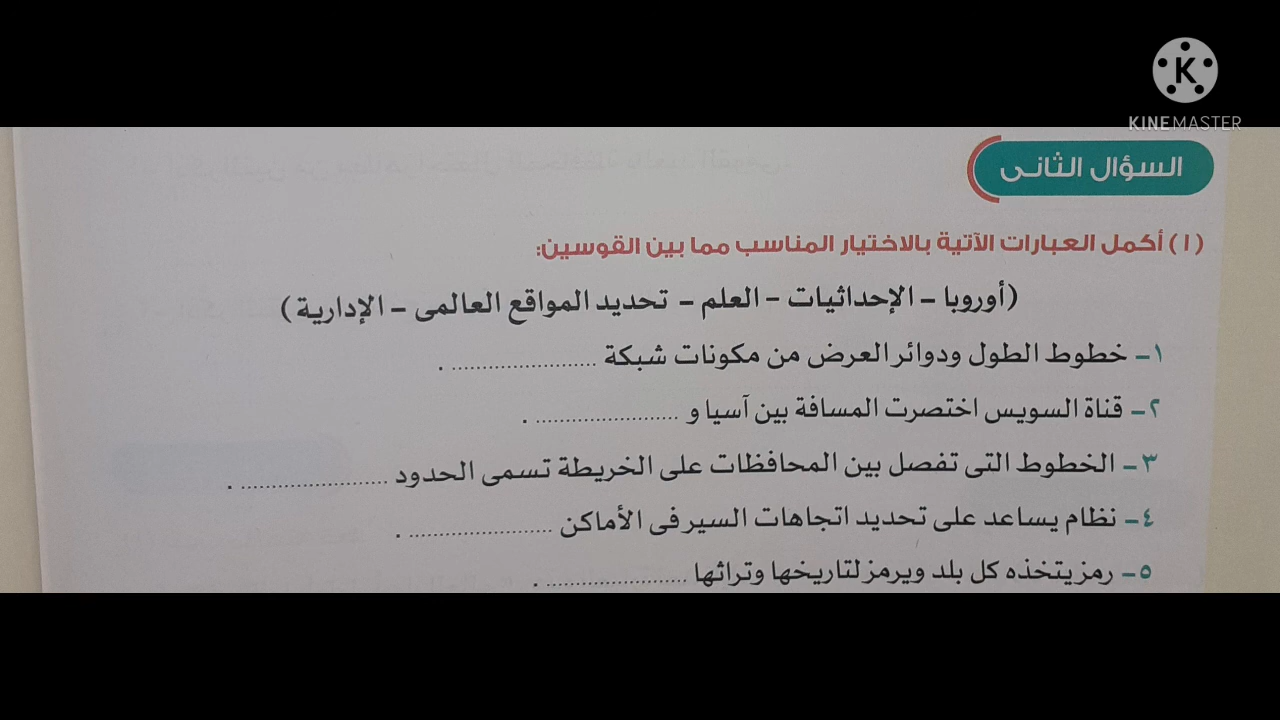 KINEMASTER
السؤال الثانى
(١) أكمل العبارات الآتية بالاختيار المناسب مما بين القوسين:
(أوروبا – الإحداثيات – العلم – تحديد المواقع العالمى – الإدارية)
١– خطوط الطول ودوائر العرض من مكونات شبكة ........................ .
٢– قناة السويس اختصرت المسافة بين آسيا و ........................ .
٣– الخطوط التى تفصل بين المحافظات على الخريطة تسمى الحدود ........................ .
٤– نظام يساعد على تحديد اتجاهات السير فى الأماكن ........................ .
٥– رمز يتخذه كل بلد ويرمز لتاريخها وتراثها ........................ .